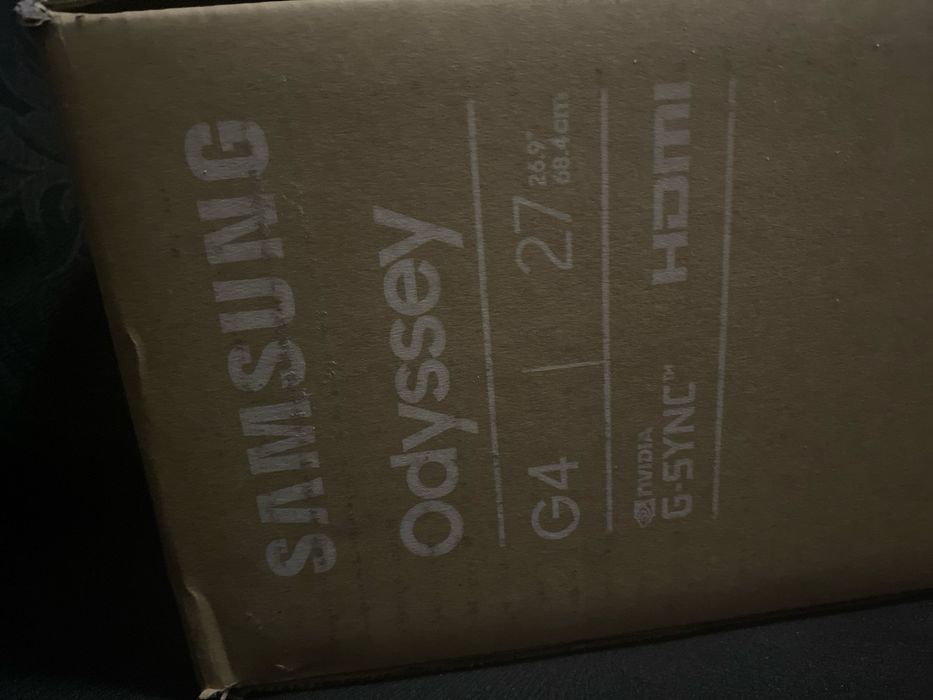 SAMSUNG
Odyssey
G4 27 26.9"
68.4cm
nVIDIA
G-SYNC™ HDMI